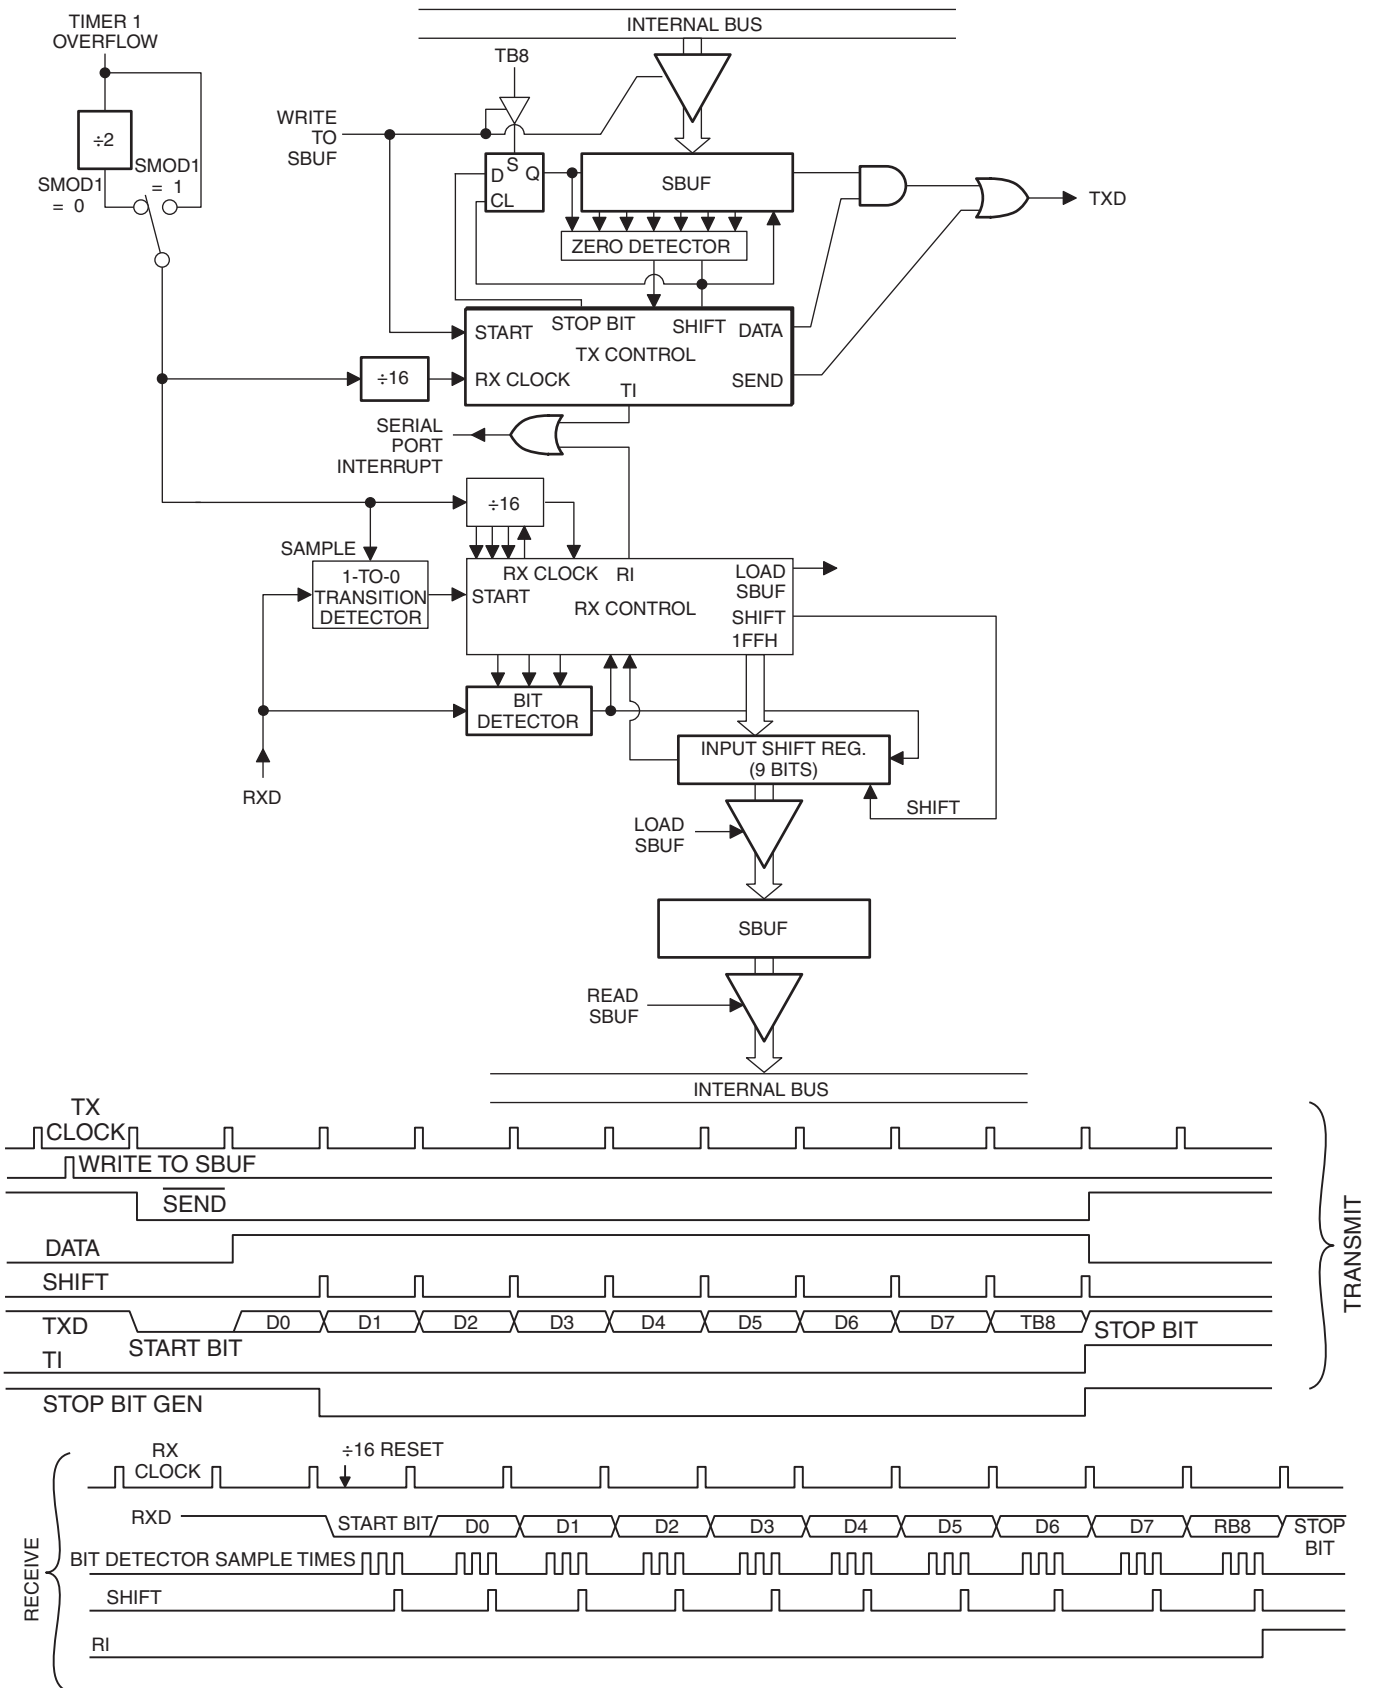 TIMER 1
OVERFLOW
INTERNAL BUS
TB8
WRITE
TO
SBUF
÷2
SMOD1
= 1
SMOD1
= 0
D
S
Q
CL
SBUF
TXD
ZERO DETECTOR
START
STOP BIT
SHIFT
DATA
TX CONTROL
÷16
RX CLOCK
TI
SEND
SERIAL
PORT
INTERRUPT
÷16
SAMPLE
1-TO-0
TRANSITION
DETECTOR
RX CLOCK
RI
LOAD
SBUF
START
RX CONTROL
SHIFT
1FFH
BIT
DETECTOR
INPUT SHIFT REG.
(9 BITS)
RXD
SHIFT
LOAD
SBUF
SBUF
READ
SBUF
INTERNAL BUS
TX
CLOCK
WRITE TO SBUF
SEND
DATA
SHIFT
TXD
START BIT
D0
D1
D2
D3
D4
D5
D6
D7
TB8
STOP BIT
TI
STOP BIT GEN
TRANSMIT
RX
CLOCK
÷16 RESET
RXD
START BIT
D0
D1
D2
D3
D4
D5
D6
D7
RB8
STOP
BIT
BIT DETECTOR SAMPLE TIMES
SHIFT
RI
RECEIVE